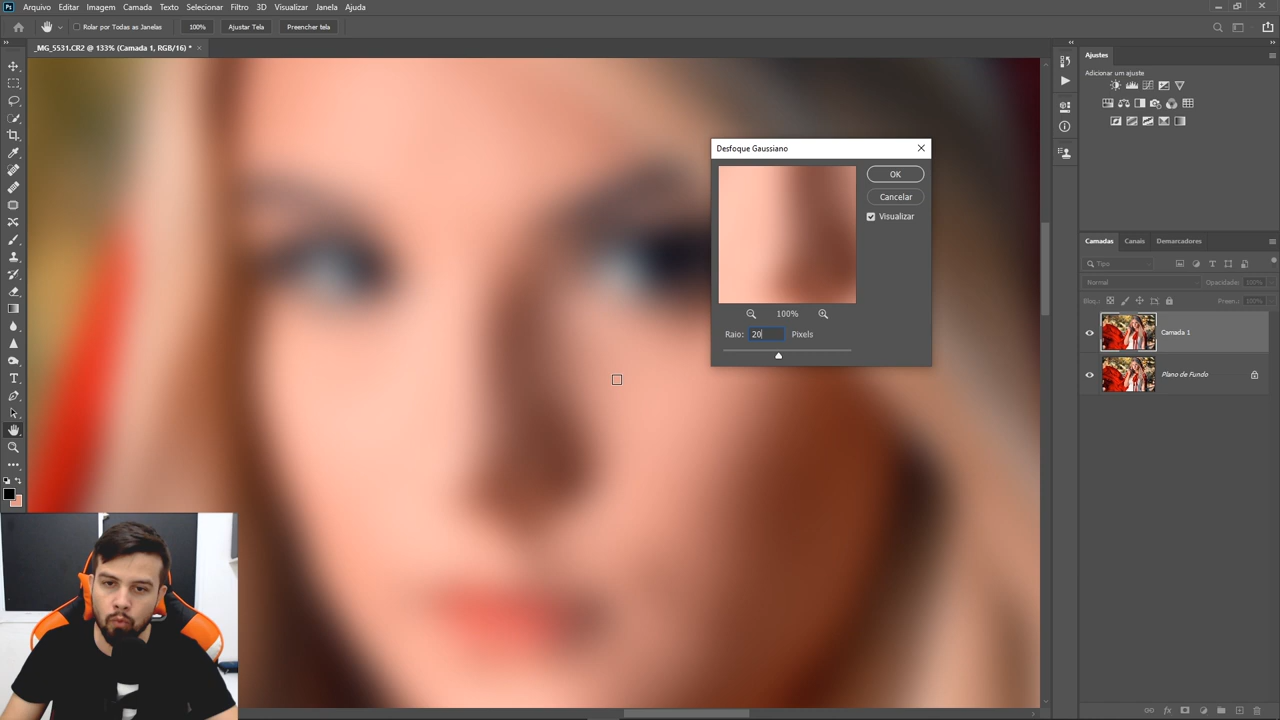 Ps Arquivo Editar Imagem Camada Texto Selecionar Filtro 3D Visualizar Janela Ajuda
Rolar por Todas as Janelas 100% Ajustar Tela Preencher tela
_MG_5531.CR2 @ 133% (Camada 1, RGB/16) * ×
Ajustes
Adicionar um ajuste
Desfoque Gaussiano
OK
Cancelar
Visualizar
100%
Raio: 20 Pixels
Camadas Canais Demarcadores
Tipo
Normal Opacidade: 100%
Bloq.: Preen.: 100%
Camada 1
Plano de Fundo